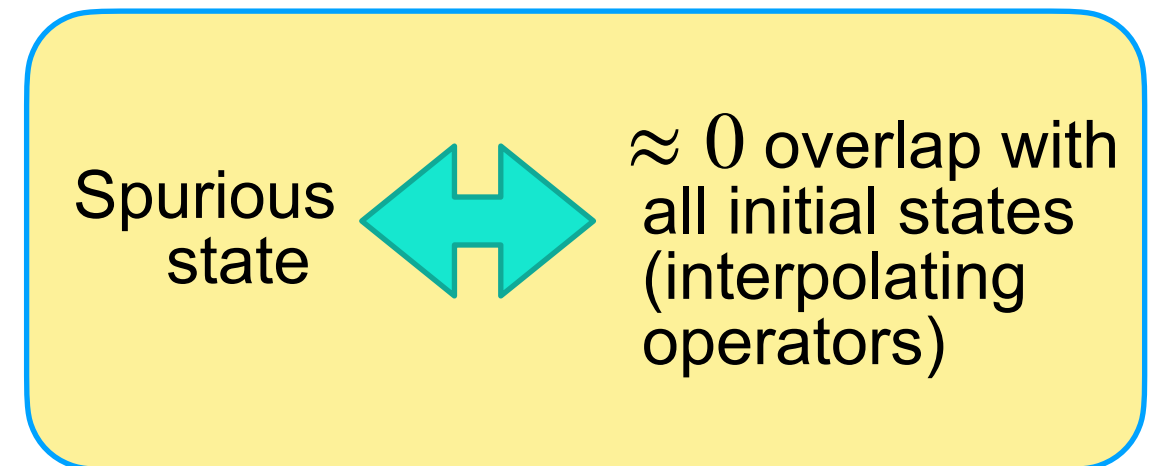 Spurious
state
≈ 0 overlap with
all initial states
(interpolating
operators)